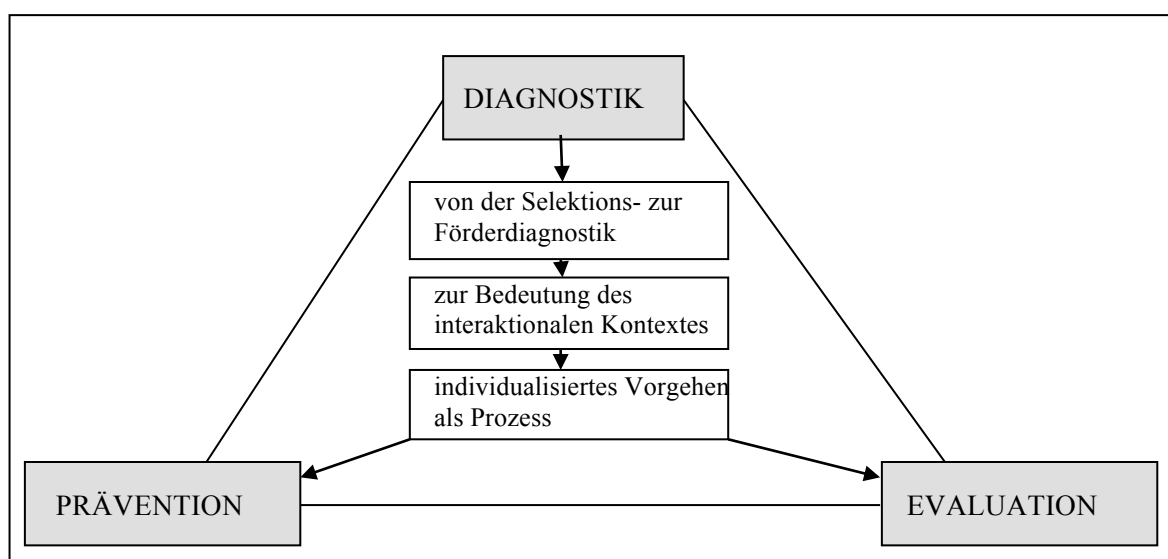 DIAGNOSTIK
von der Selektions- zur
Förderdiagnostik
zur Bedeutung des
interaktionalen Kontextes
individualisiertes Vorgehen
als Prozess
PRÄVENTION
EVALUATION